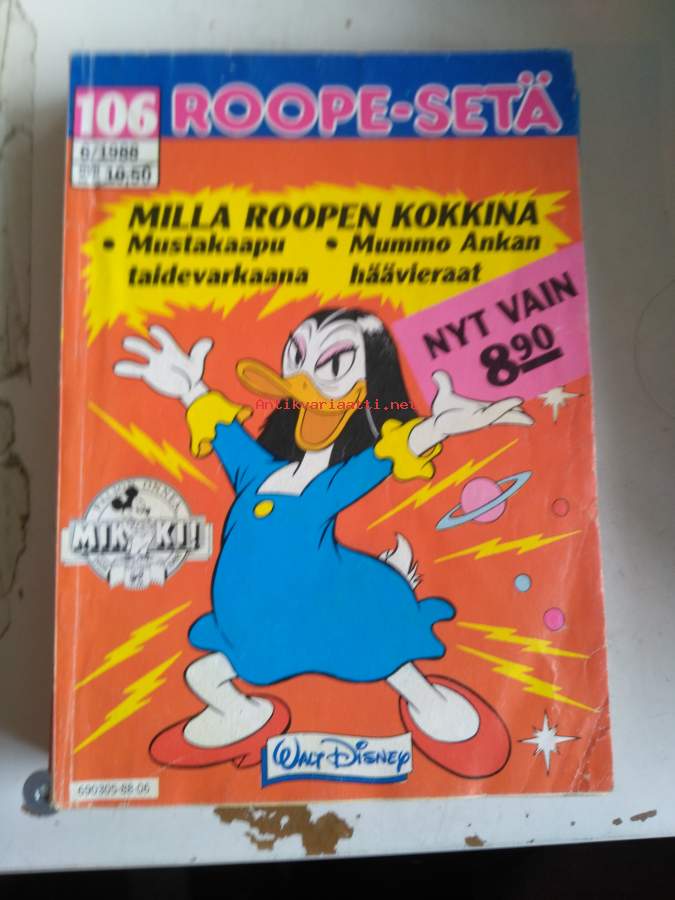 106 ROOPE-SETÄ
6/1988
10,50
MILLA ROOPEN KOKKINA
• Mustakaapu taidevarkaana
• Mummo Ankan häävieraat
NYT VAIN
8,90
Antikvariaatti.net
MIKKI!
WALT DISNEY
690305-88-06